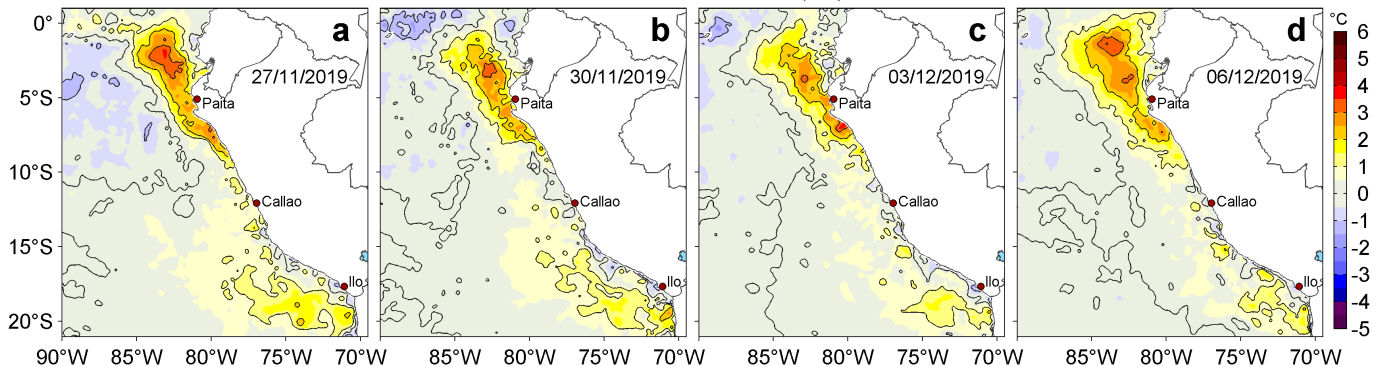 a
b
c
d
27/11/2019
30/11/2019
03/12/2019
06/12/2019
0°
5°S
10°S
15°S
20°S
Paita
Callao
Ilo
Paita
Callao
Ilo
Paita
Callao
Ilo
Paita
Callao
Ilo
90°W
85°W
80°W
75°W
70°W
85°W
80°W
75°W
70°W
85°W
80°W
75°W
70°W
85°W
80°W
75°W
70°W
°C
6
5
4
3
2
1
0
-1
-2
-3
-4
-5